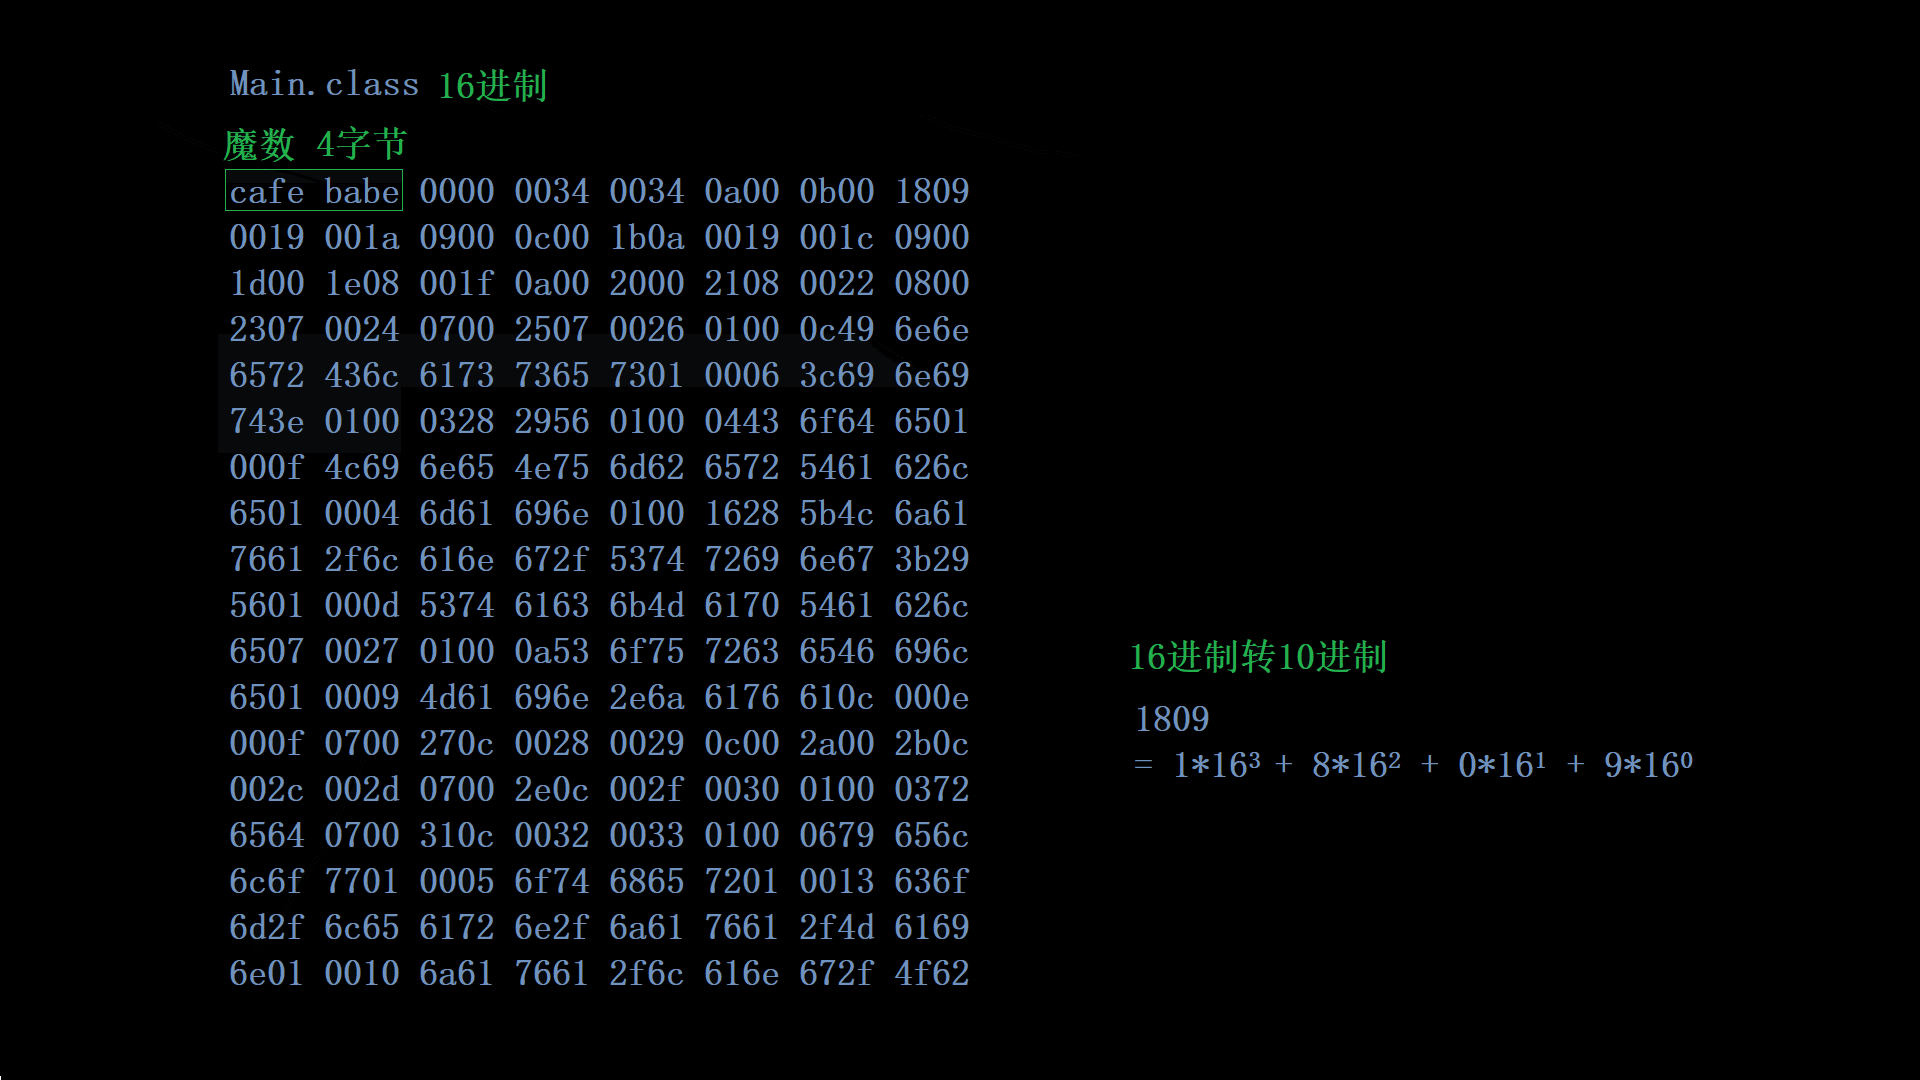 Main.class 16进制
魔数 4字节
cafe babe 0000 0034 0034 0a00 0b00 1809
0019 001a 0900 0c00 1b0a 0019 001c 0900
1d00 1e08 001f 0a00 2000 2108 0022 0800
2307 0024 0700 2507 0026 0100 0c49 6e6e
6572 436c 6173 7365 7301 0006 3c69 6e69
743e 0100 0328 2956 0100 0443 6f64 6501
000f 4c69 6e65 4e75 6d62 6572 5461 626c
6501 0004 6d61 696e 0100 1628 5b4c 6a61
7661 2f6c 616e 672f 5374 7269 6e67 3b29
5601 000d 5374 6163 6b4d 6170 5461 626c
6507 0027 0100 0a53 6f75 7263 6546 696c
6501 0009 4d61 696e 2e6a 6176 610c 000e
000f 0700 270c 0028 0029 0c00 2a00 2b0c
002c 002d 0700 2e0c 002f 0030 0100 0372
6564 0700 310c 0032 0033 0100 0679 656c
6c6f 7701 0005 6f74 6865 7201 0013 636f
6d2f 6c65 6172 6e2f 6a61 7661 2f4d 6169
6e01 0010 6a61 7661 2f6c 616e 672f 4f62
16进制转10进制
1809
= 1*16³ + 8*16² + 0*16¹ + 9*16⁰